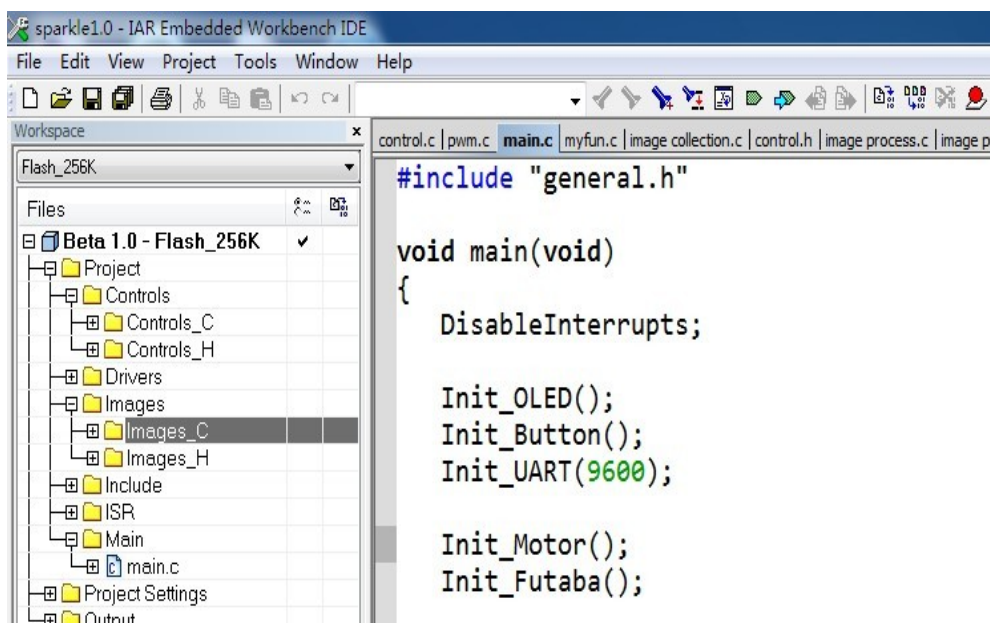 sparkle1.0 - IAR Embedded Workbench IDE
File Edit View Project Tools Window Help
Workspace
Flash_256K
Files
Beta 1.0 - Flash_256K
Project
Controls
Controls_C
Controls_H
Drivers
Images
Images_C
Images_H
Include
ISR
Main
main.c
Project Settings
Output
control.c | pwm.c main.c | myfun.c | image collection.c | control.h | image process.c | image p
#include "general.h"
void main(void)
{
DisableInterrupts;
Init_OLED();
Init_Button();
Init_UART(9600);
Init_Motor();
Init_Futaba();